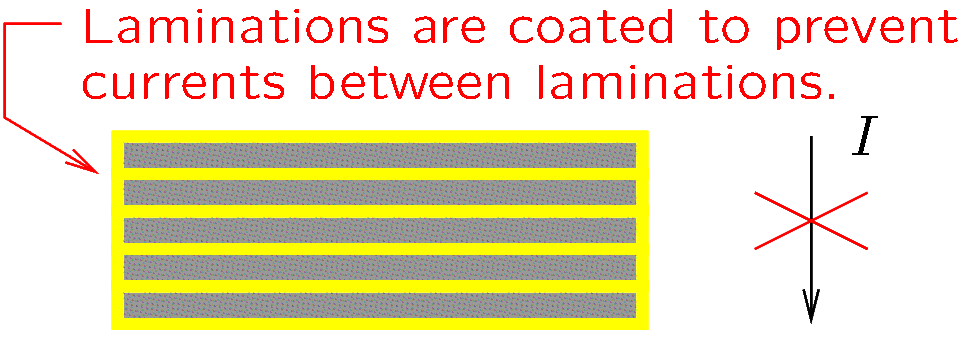 Laminations are coated to prevent
currents between laminations.
I